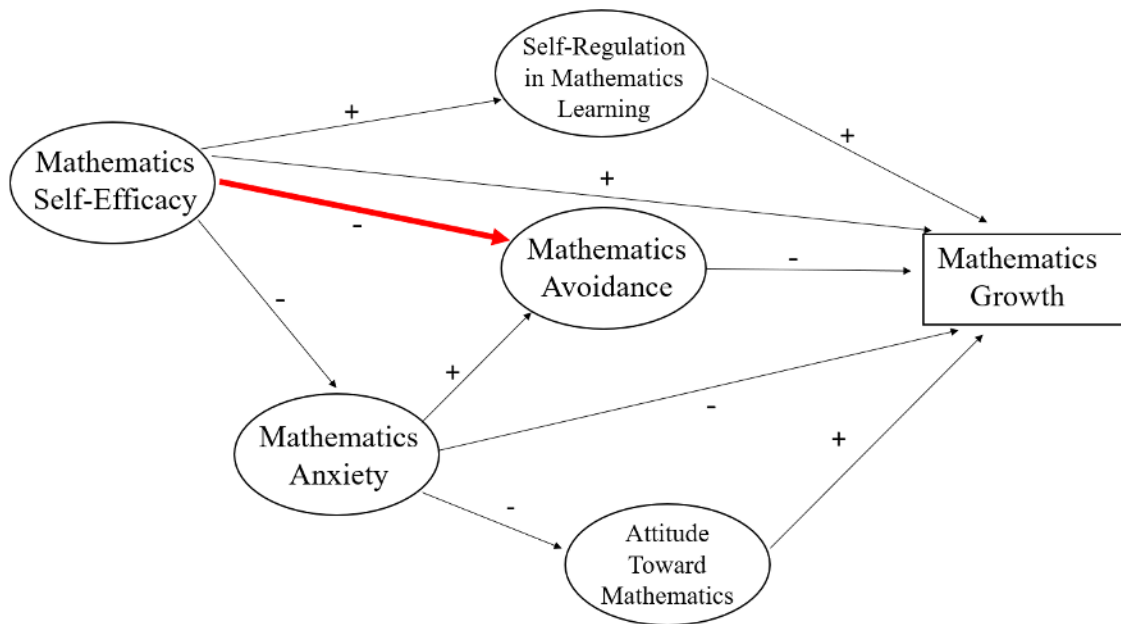 Self-Regulation
in Mathematics
Learning
+
+
Mathematics
Self-Efficacy
+
-
Mathematics
Avoidance
-
Mathematics
Growth
-
+
Mathematics
Anxiety
-
+
-
Attitude
Toward
Mathematics